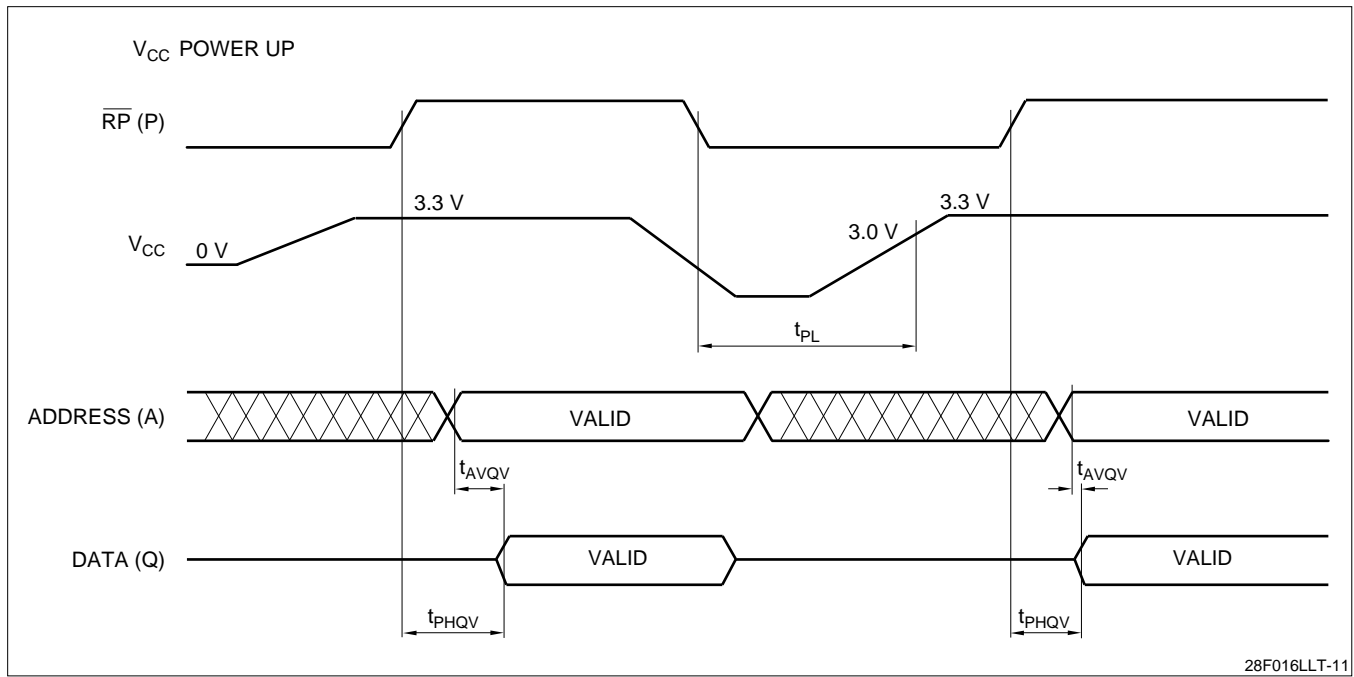 VCC POWER UP
RP (P)
3.3 V
3.3 V
3.0 V
VCC
0 V
tPL
ADDRESS (A)
VALID
VALID
tAVQV
tAVQV
DATA (Q)
VALID
VALID
tPHQV
tPHQV
28F016LLT-11